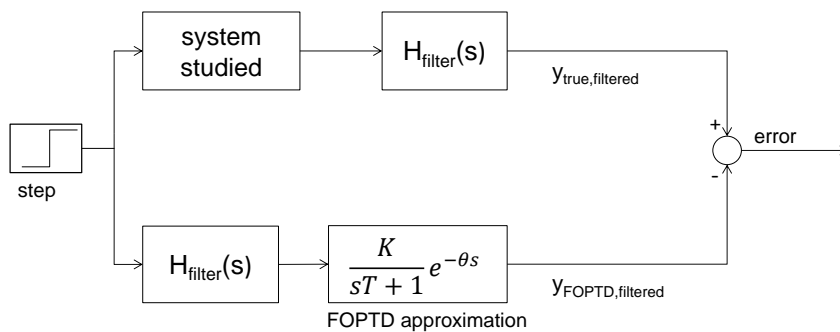 system
studied
H_filter(s)
y_true,filtered
+
error
-
step
H_filter(s)
K
sT + 1
e^−θs
y_FOPTD,filtered
FOPTD approximation